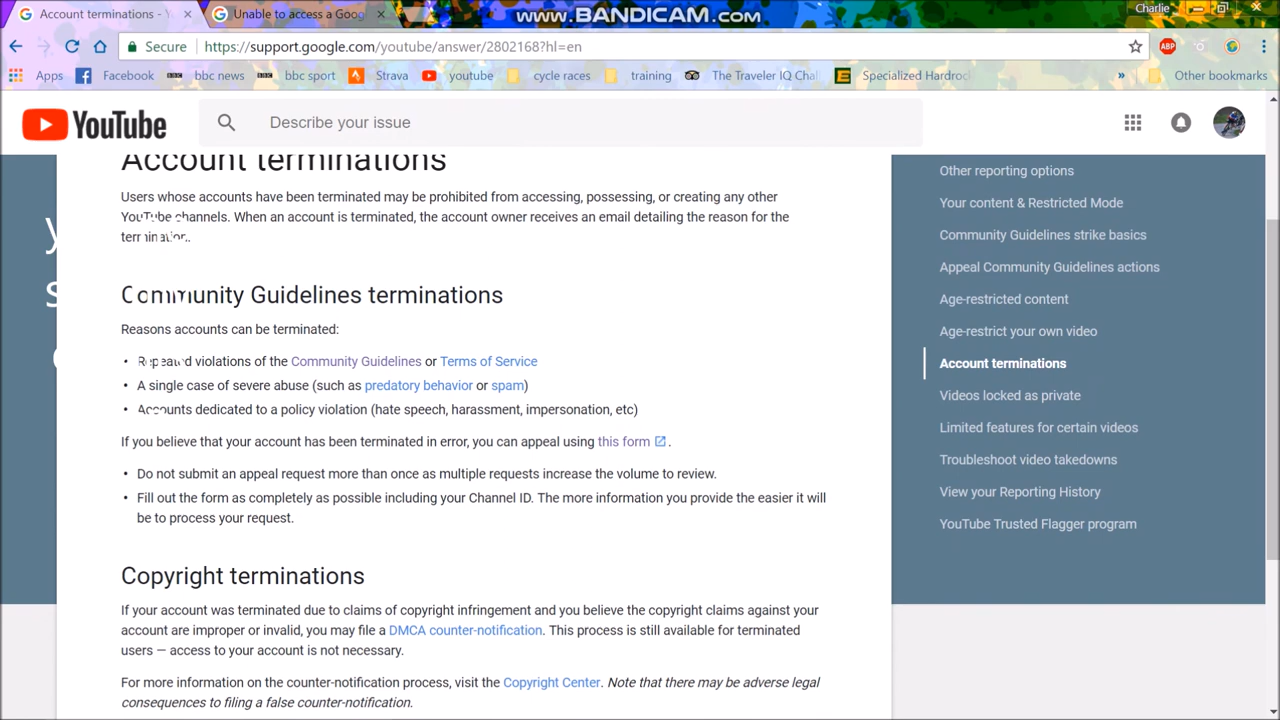 Account terminations - Y
Unable to access a Goog
www.BANDICAM.com
Charlie
Secure
https://support.google.com/youtube/answer/2802168?hl=en
ABP
Apps
Facebook
BBC
bbc news
BBC
bbc sport
Strava
youtube
cycle races
training
The Traveler IQ Chal
Specialized Hardroc
»
Other bookmarks
YouTube
Describe your issue
Account terminations
Users whose accounts have been terminated may be prohibited from accessing, possessing, or creating any other
YouTube channels. When an account is terminated, the account owner receives an email detailing the reason for the
termination.
Community Guidelines terminations
Reasons accounts can be terminated:
• Repeated violations of the Community Guidelines or Terms of Service
• A single case of severe abuse (such as predatory behavior or spam)
• Accounts dedicated to a policy violation (hate speech, harassment, impersonation, etc)
If you believe that your account has been terminated in error, you can appeal using this form.
• Do not submit an appeal request more than once as multiple requests increase the volume to review.
• Fill out the form as completely as possible including your Channel ID. The more information you provide the easier it will
be to process your request.
Copyright terminations
If your account was terminated due to claims of copyright infringement and you believe the copyright claims against your
account are improper or invalid, you may file a DMCA counter-notification. This process is still available for terminated
users — access to your account is not necessary.
For more information on the counter-notification process, visit the Copyright Center. Note that there may be adverse legal
consequences to filing a false counter-notification.
Other reporting options
Your content & Restricted Mode
Community Guidelines strike basics
Appeal Community Guidelines actions
Age-restricted content
Age-restrict your own video
Account terminations
Videos locked as private
Limited features for certain videos
Troubleshoot video takedowns
View your Reporting History
YouTube Trusted Flagger program